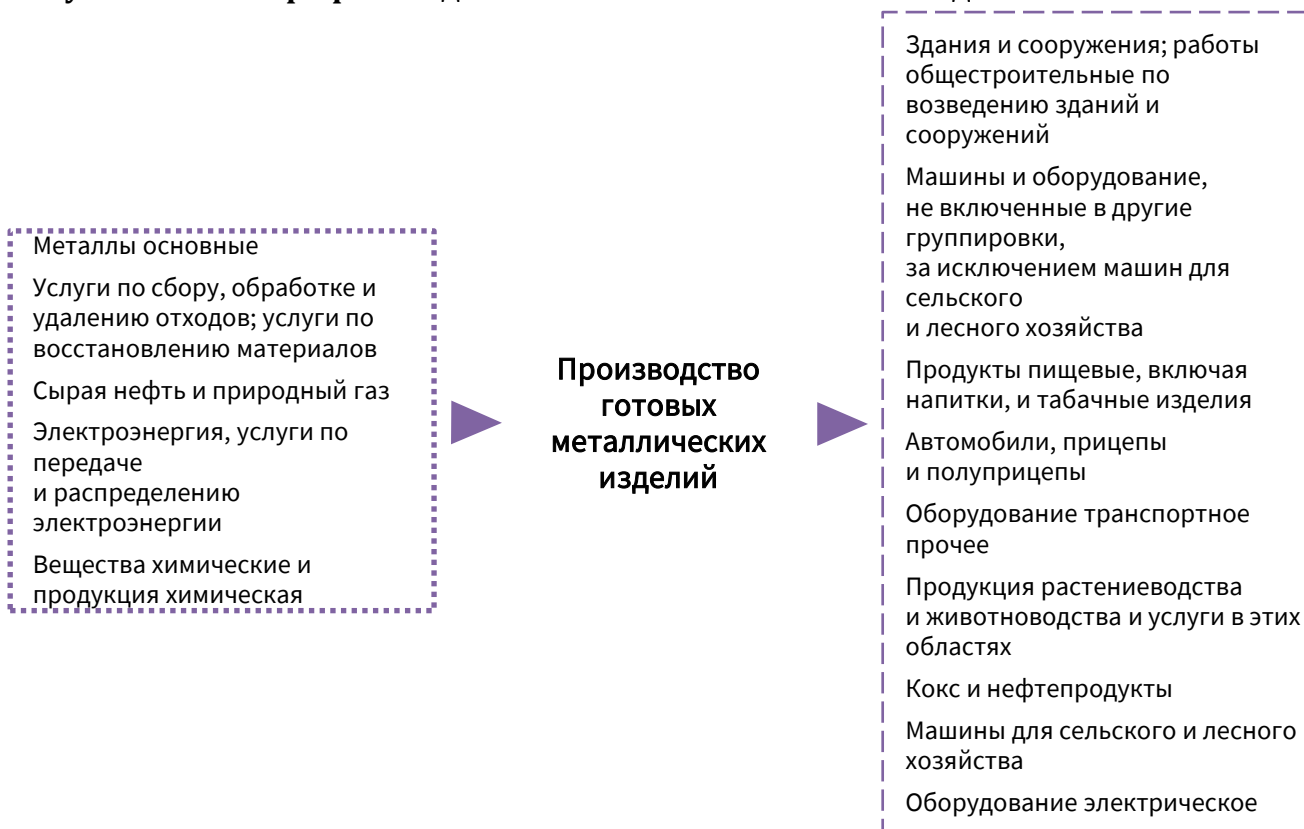 Металлы основные
Услуги по сбору, обработке и
удалению отходов; услуги по
восстановлению материалов
Сырая нефть и природный газ
Электроэнергия, услуги по
передаче
и распределению
электроэнергии
Вещества химические и
продукция химическая
Производство
готовых
металлических
изделий
Здания и сооружения; работы
общестроительные по
возведению зданий и
сооружений
Машины и оборудование,
не включенные в другие
группировки,
за исключением машин для
сельского
и лесного хозяйства
Продукты пищевые, включая
напитки, и табачные изделия
Автомобили, прицепы
и полуприцепы
Оборудование транспортное
прочее
Продукция растениеводства
и животноводства и услуги в этих
областях
Кокс и нефтепродукты
Машины для сельского и лесного
хозяйства
Оборудование электрическое